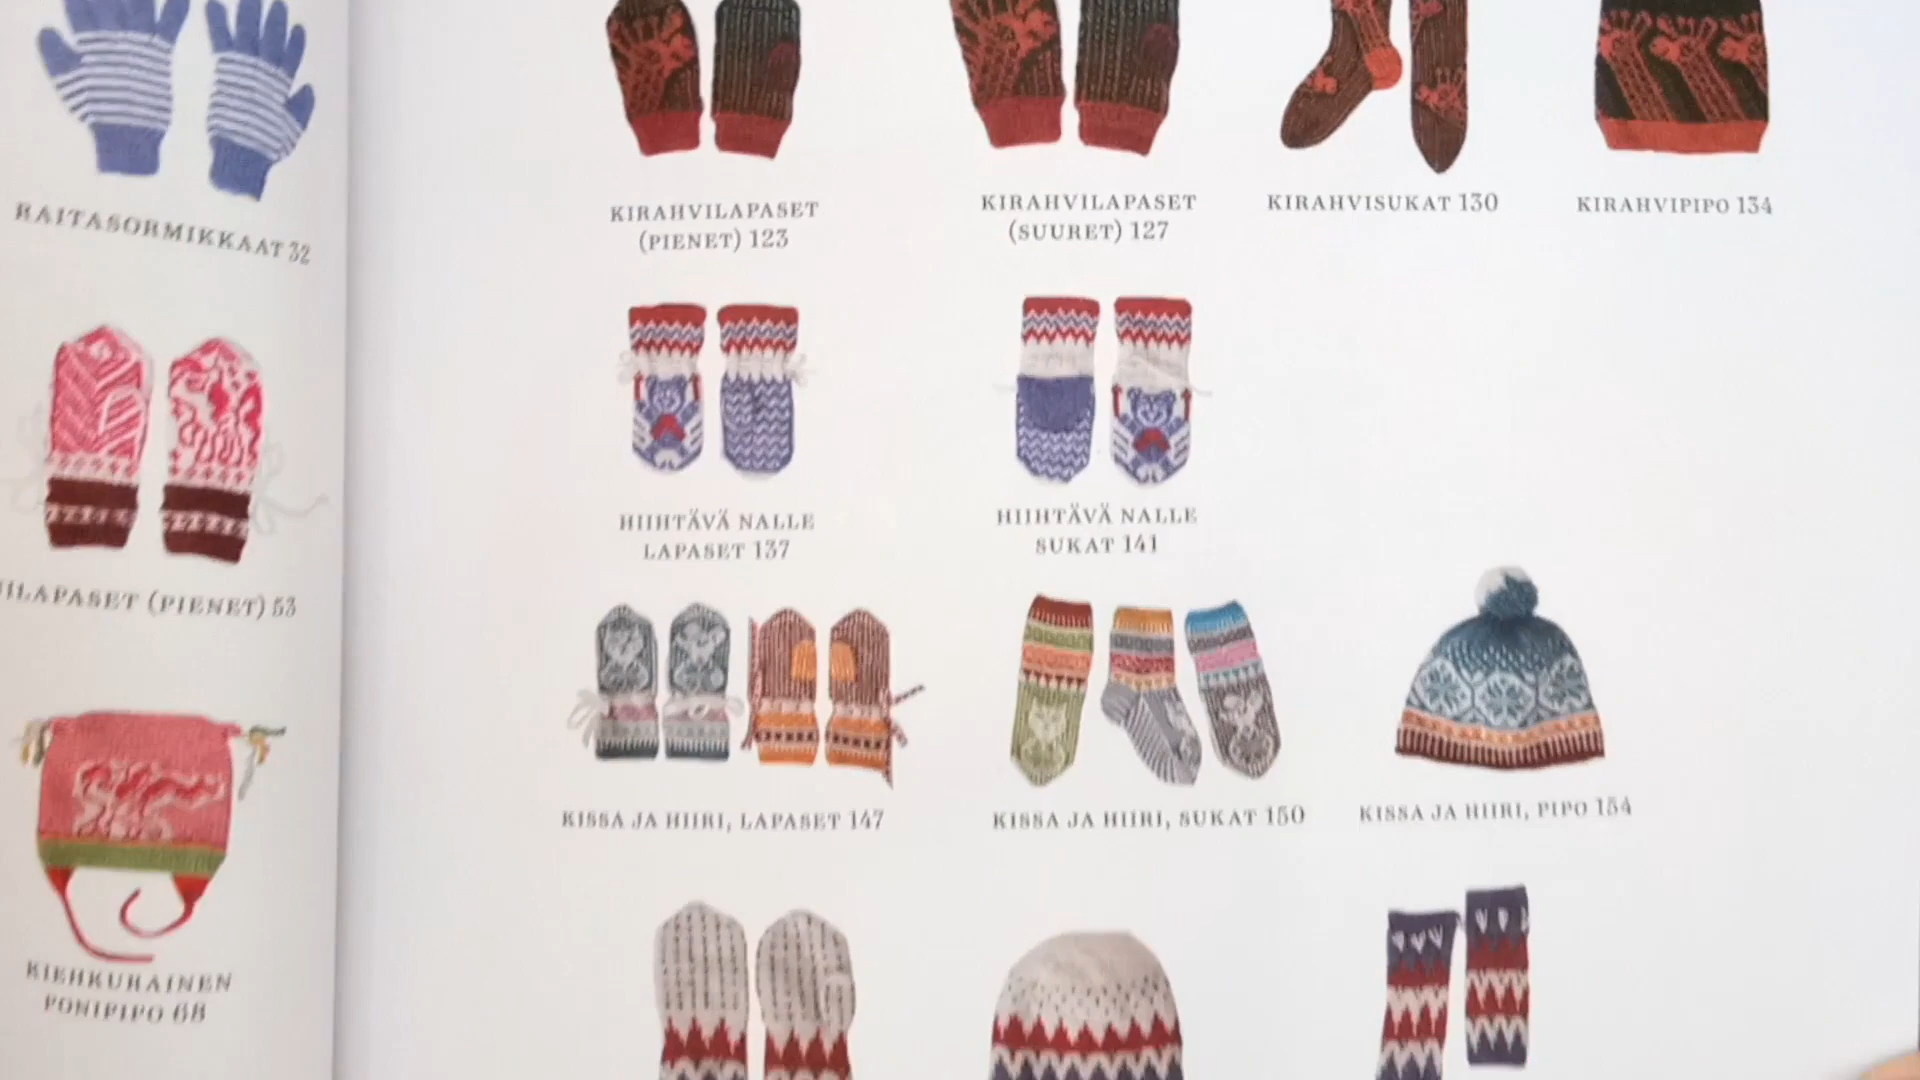 RAITASORMIKKAAT 32
(PIENET) 53
KIEHKURAINEN
PONIPIPO 68
KIRAHVILAPASET
(PIENET) 123
KIRAHVILAPASET
(SUURET) 127
KIRAHVISUKAT 130
KIRAHVIPIPO 134
HIIHTÄVÄ NALLE
LAPASET 137
HIIHTÄVÄ NALLE
SUKAT 141
KISSA JA HIIRI, LAPASET 147
KISSA JA HIIRI, SUKAT 150
KISSA JA HIIRI, PIPO 154